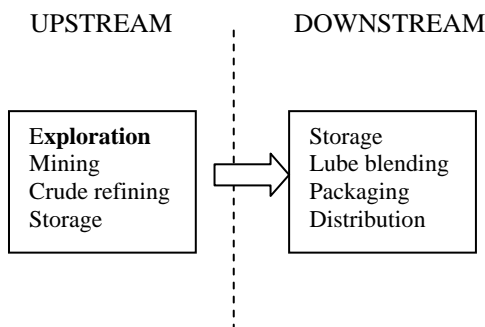 UPSTREAM
DOWNSTREAM
Exploration
Mining
Crude refining
Storage
Storage
Lube blending
Packaging
Distribution